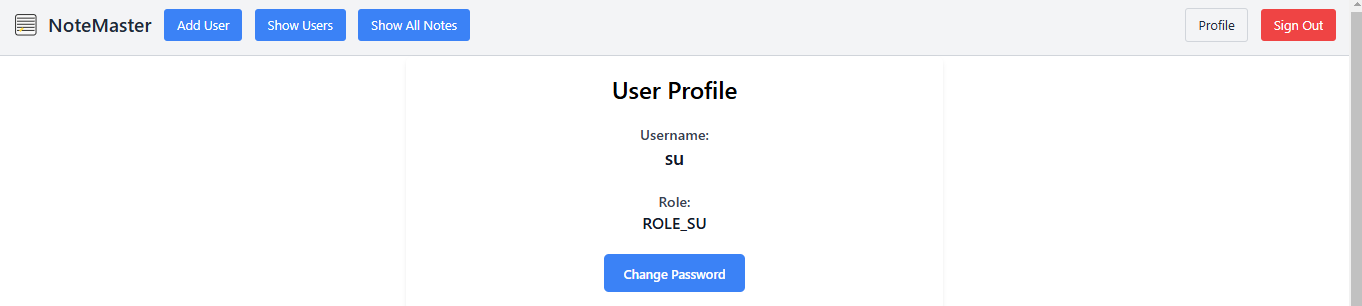 NoteMaster Add User Show Users Show All Notes Profile Sign Out
User Profile
Username:
su
Role:
ROLE_SU
Change Password